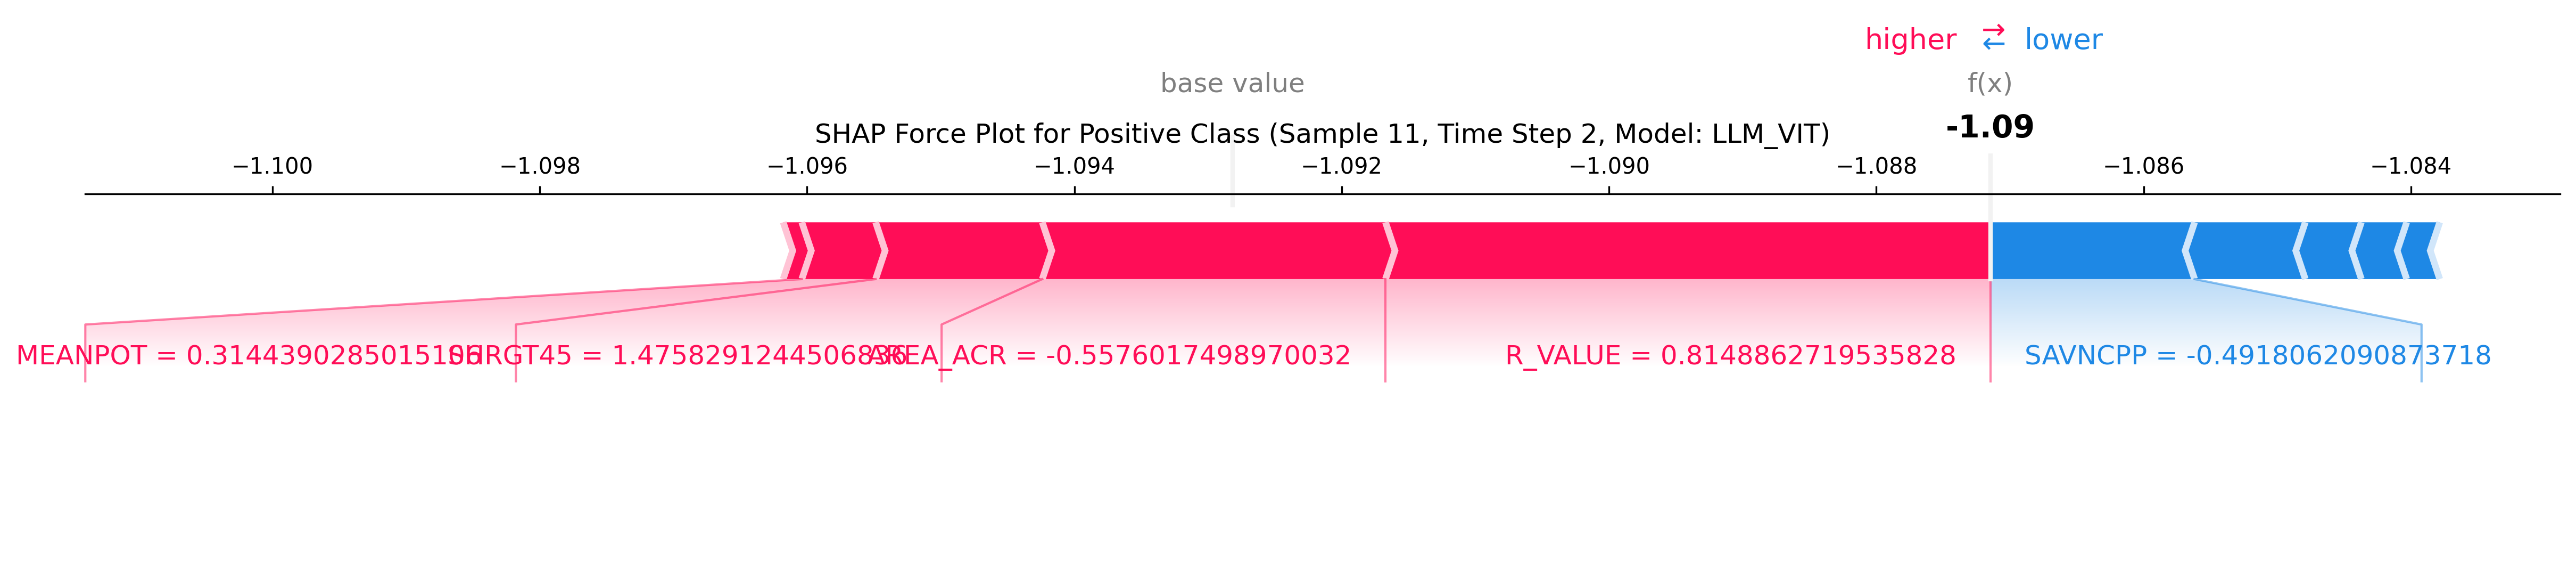 higher ⇄ lower
base value f(x)
SHAP Force Plot for Positive Class (Sample 11, Time Step 2, Model: LLM_VIT) -1.09
−1.100 −1.098 −1.096 −1.094 −1.092 −1.090 −1.088 −1.086 −1.084
MEANPOT = 0.3144390285015106 SHRGT45 = 1.4758291244506836 AREA_ACR = -0.5576017498970032 R_VALUE = 0.8148862719535828 SAVNCPP = -0.4918062090873718